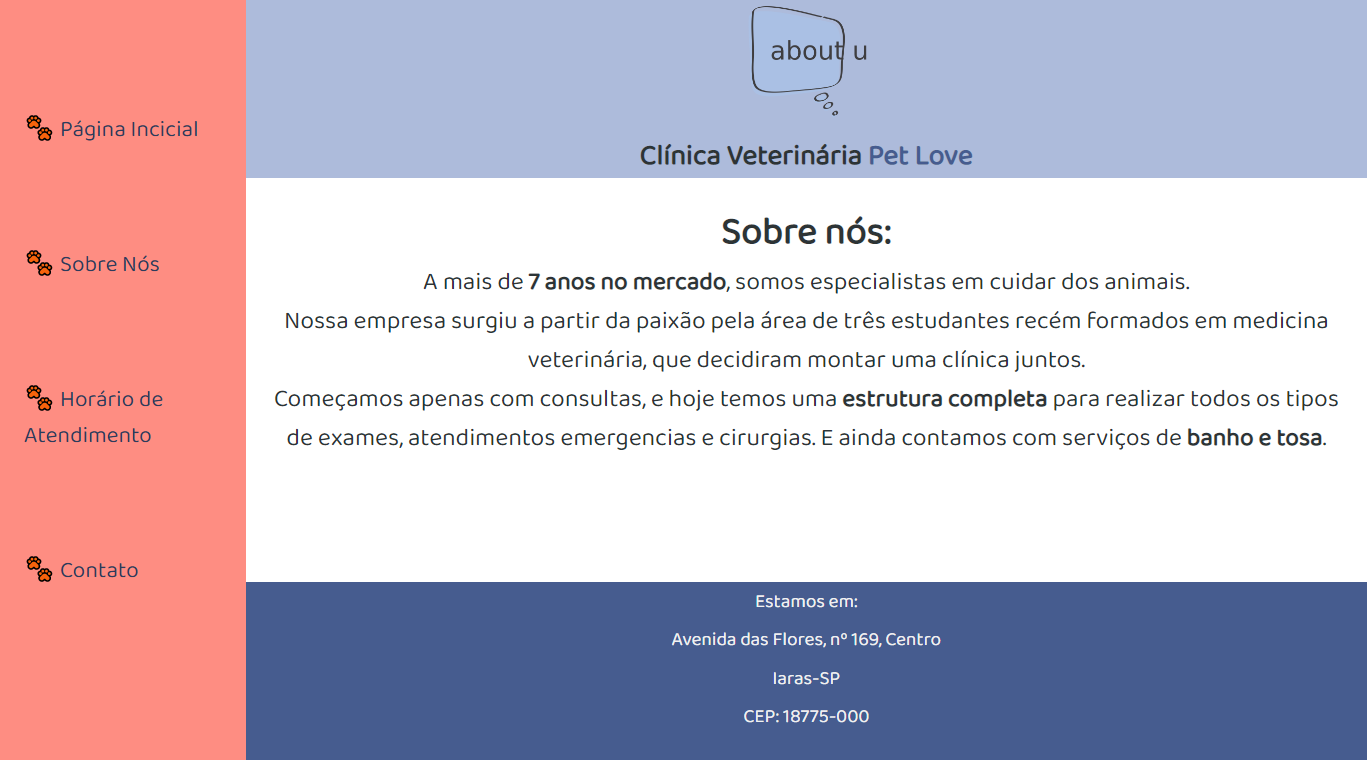 Página Incicial
Sobre Nós
Horário de
Atendimento
Contato
about u
Clínica Veterinária Pet Love
Sobre nós:
A mais de 7 anos no mercado, somos especialistas em cuidar dos animais.
Nossa empresa surgiu a partir da paixão pela área de três estudantes recém formados em medicina
veterinária, que decidiram montar uma clínica juntos.
Começamos apenas com consultas, e hoje temos uma estrutura completa para realizar todos os tipos
de exames, atendimentos emergencias e cirurgias. E ainda contamos com serviços de banho e tosa.
Estamos em:
Avenida das Flores, nº 169, Centro
Iaras-SP
CEP: 18775-000